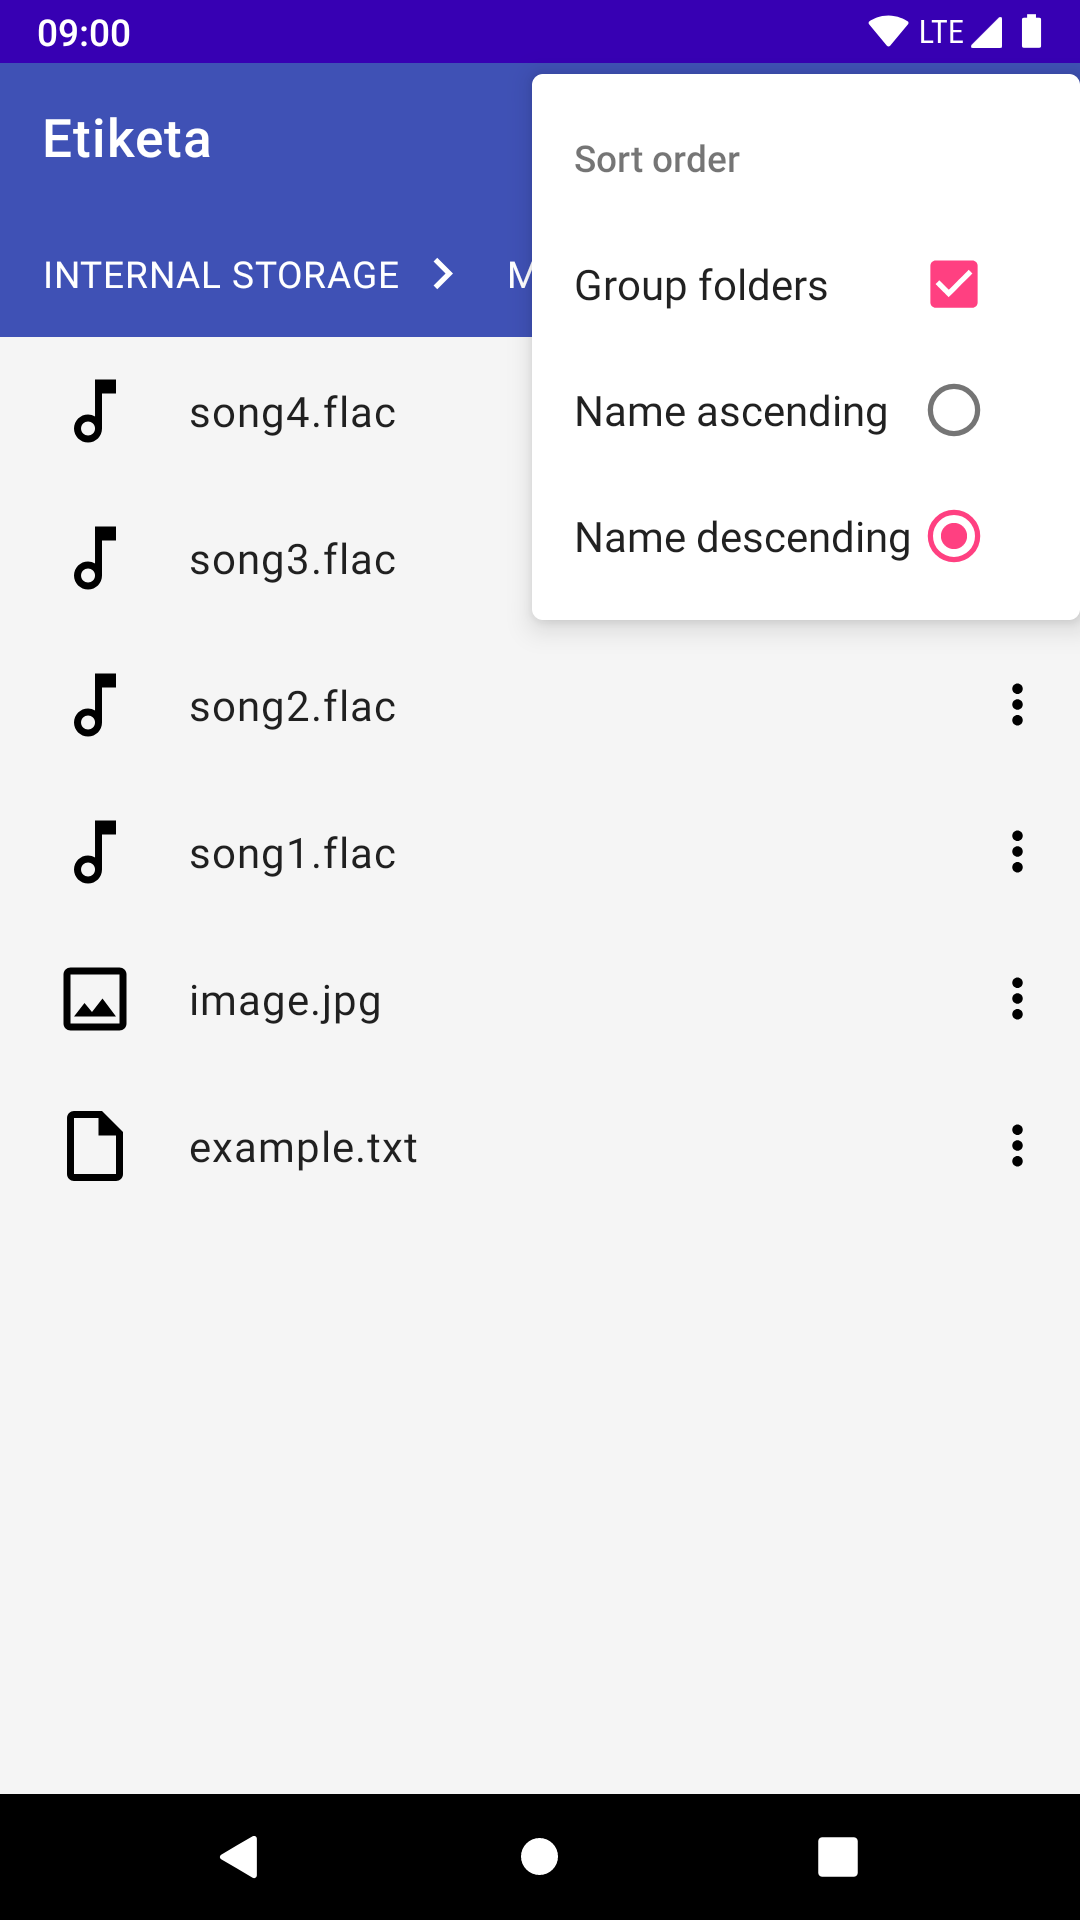 09:00
LTE
Etiketa
Sort order
INTERNAL STORAGE
Group folders
Name ascending
Name descending
song4.flac
song3.flac
song2.flac
song1.flac
image.jpg
example.txt